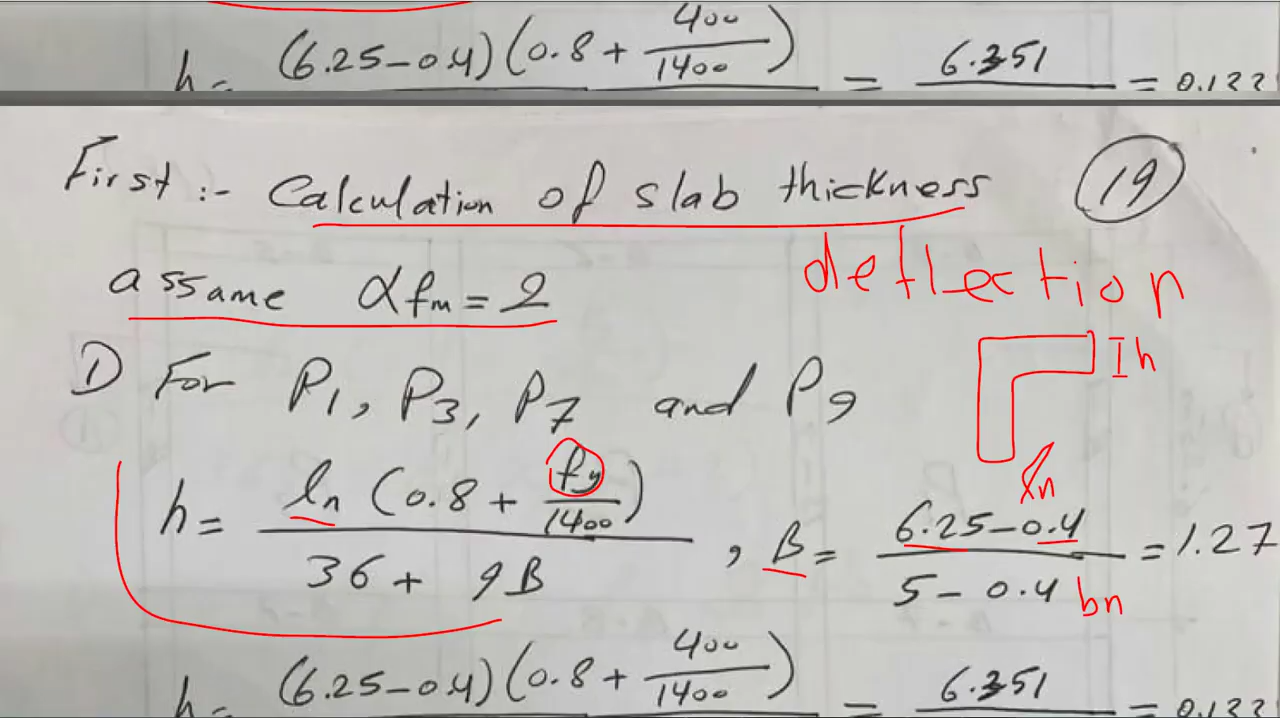 h = (6.25-0.4)(0.8 + 400/1400) = 6.351 = 0.122
First :- Calculation of slab thickness (19)
deflection
assame αfm = 2
1) For P1, P3, P7 and P9
I h
h = ln (0.8 + fy/1400) / 36 + 9B , B = 6.25-0.4 / 5-0.4 = 1.27
ln
bn
h = (6.25-0.4)(0.8 + 400/1400) = 6.351 = 0.122